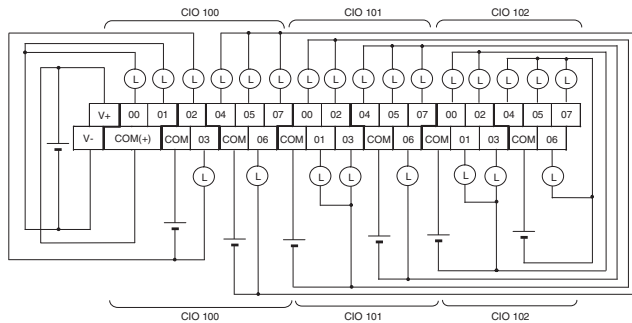 CIO 100 CIO 101 CIO 102
L L L L L L L L L L L L L L L L
V+ 00 01 02 04 05 07 00 02 04 05 07 00 02 04 05 07
V- COM(+) COM 03 COM 06 COM 01 03 COM 06 COM 01 03 COM 06
L L L L L L L L
CIO 100 CIO 101 CIO 102